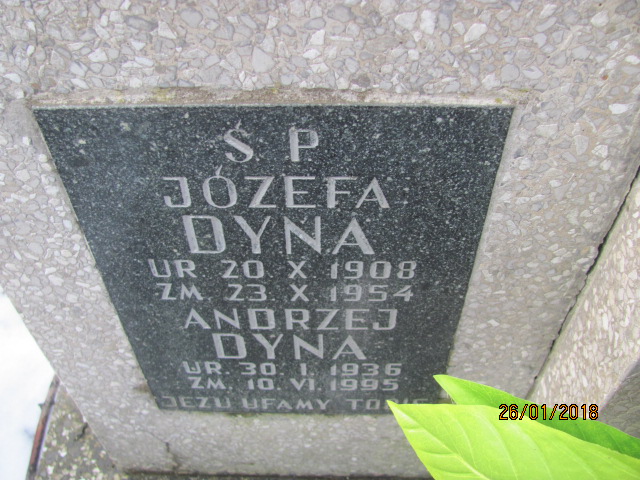 Ś P
JÓZEFA
DYNA
UR. 20 X 1908
ZM. 23 X 1954
ANDRZEJ
DYNA
UR. 30. I. 1936
ZM. 10. VI. 1995
JEZU UFAMY TOBIE
26/01/2018